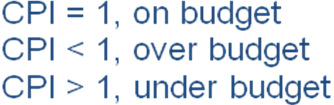 CPI = 1, on budget
CPI < 1, over budget
CPI > 1, under budget